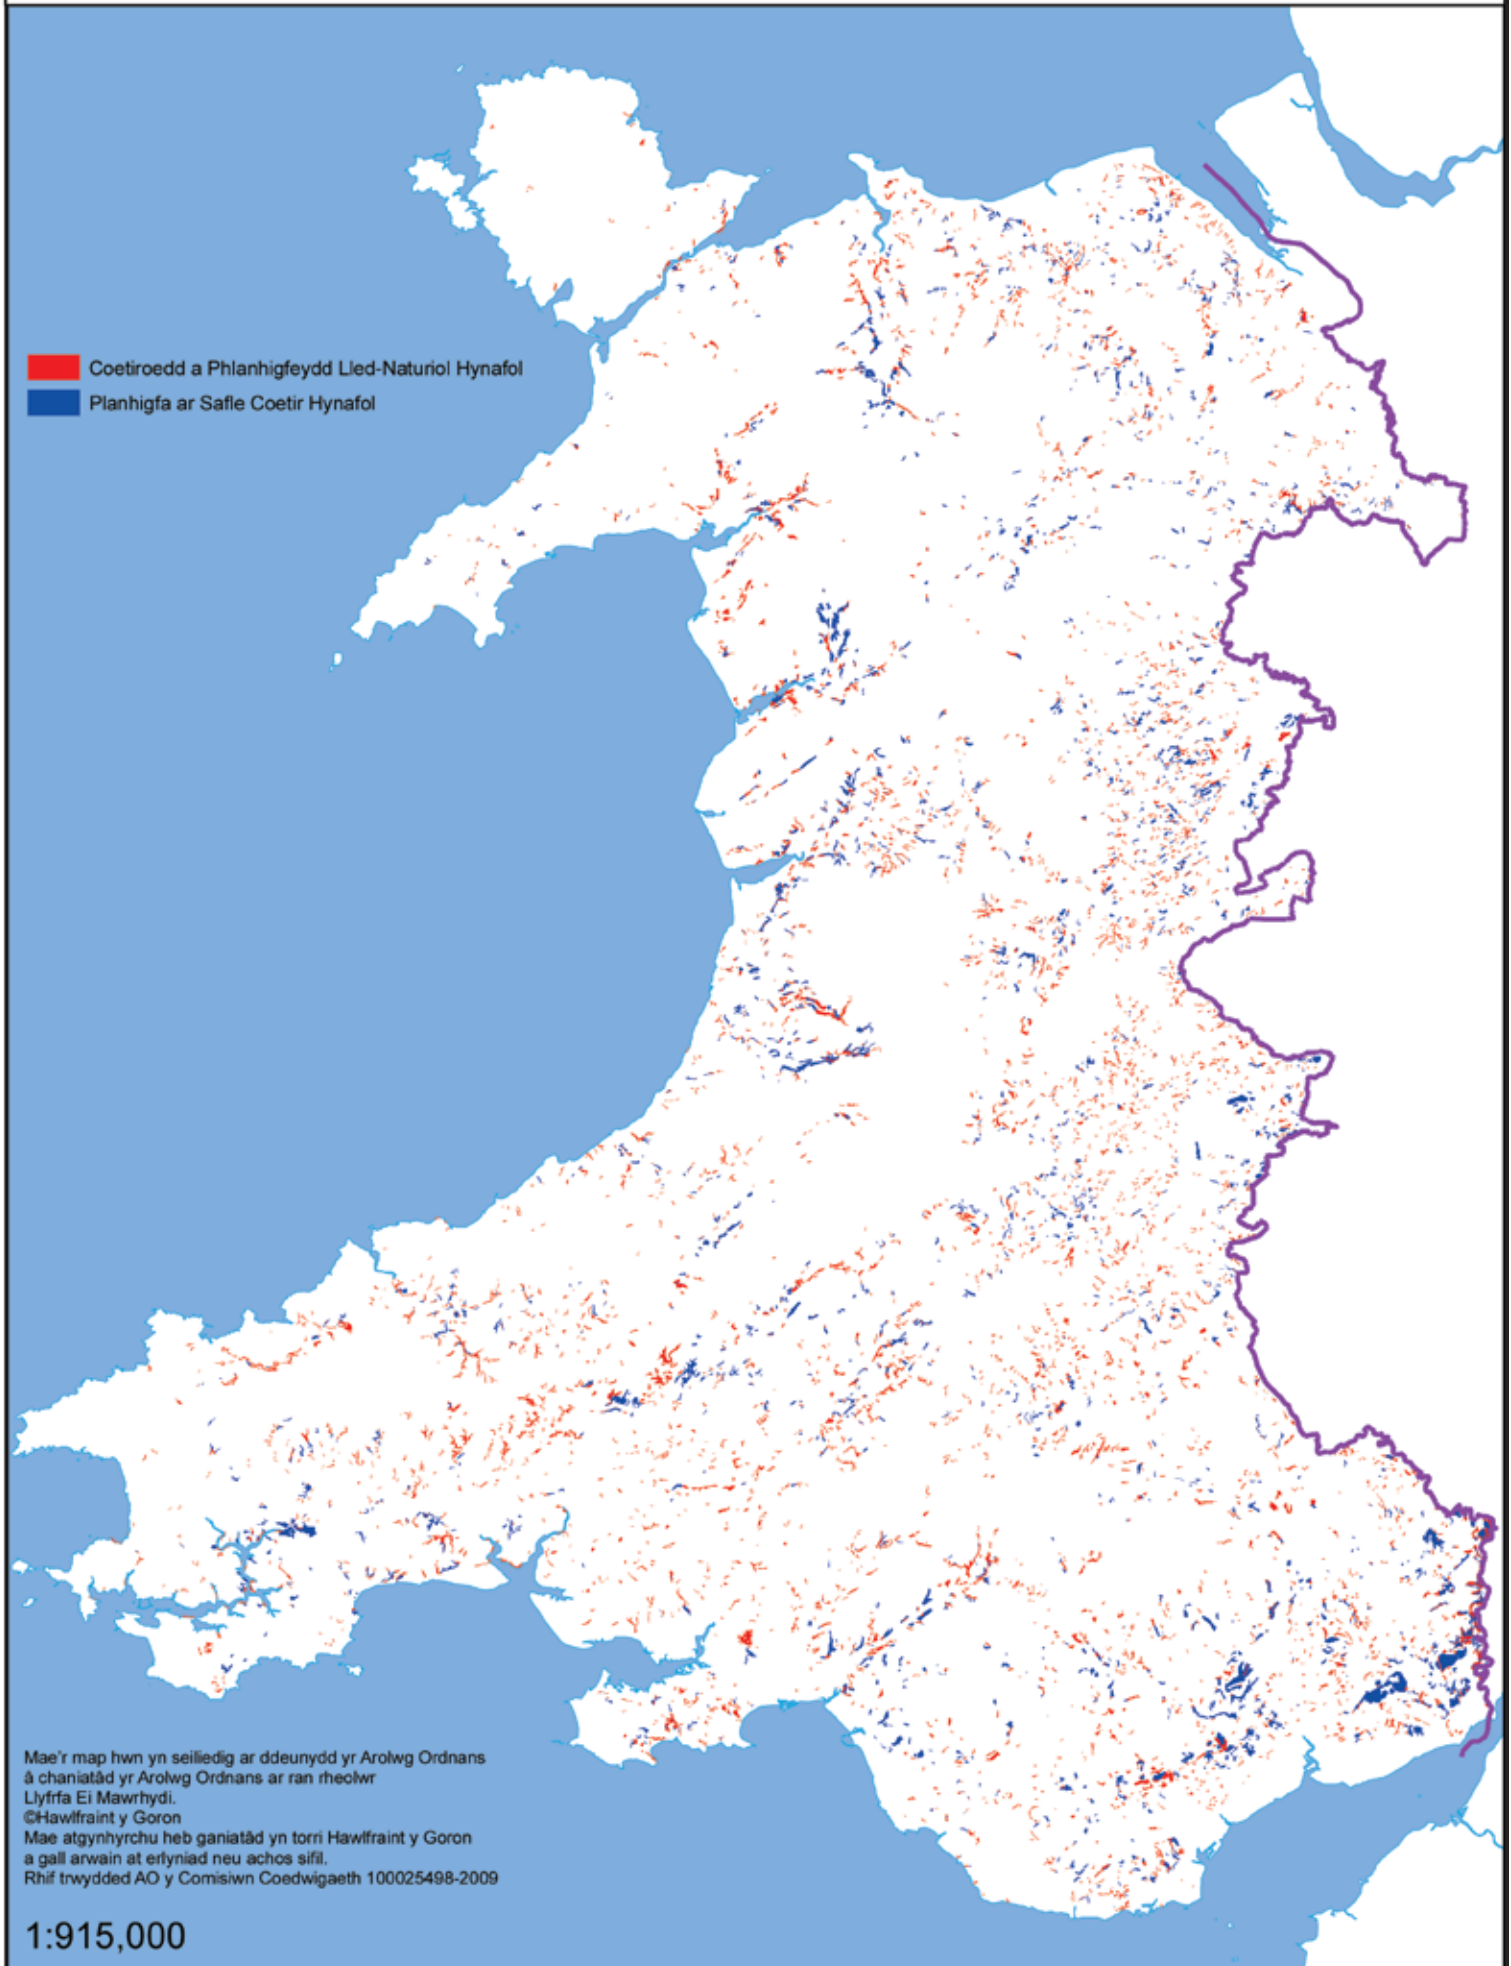 Coetiroedd a Phlanhigfeydd Lled-Naturiol Hynafol
Planhigfa ar Safle Coetir Hynafol
Mae'r map hwn yn seiliedig ar ddeunydd yr Arolwg Ordnans
â chaniatâd yr Arolwg Ordnans ar ran rheolwr
Llyfrfa Ei Mawrhydi.
©Hawlfraint y Goron
Mae atgynhyrchu heb ganiatâd yn torri Hawlfraint y Goron
a gall arwain at erlyniad neu achos sifil.
Rhif trwydded AO y Comisiwn Coedwigaeth 100025498-2009
1:915,000